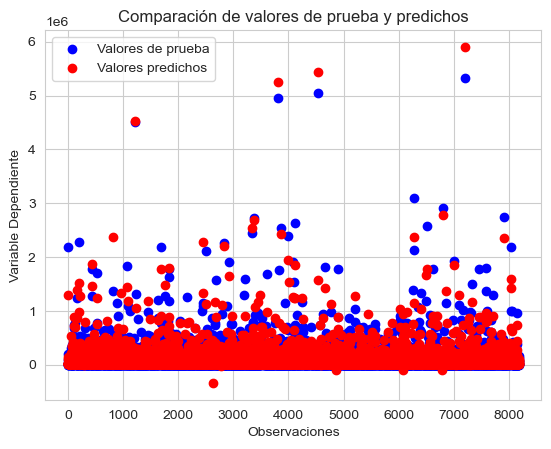 Comparación de valores de prueba y predichos
1e6
Valores de prueba
Valores predichos
6
5
4
3
2
1
0
Variable Dependiente
0 1000 2000 3000 4000 5000 6000 7000 8000
Observaciones